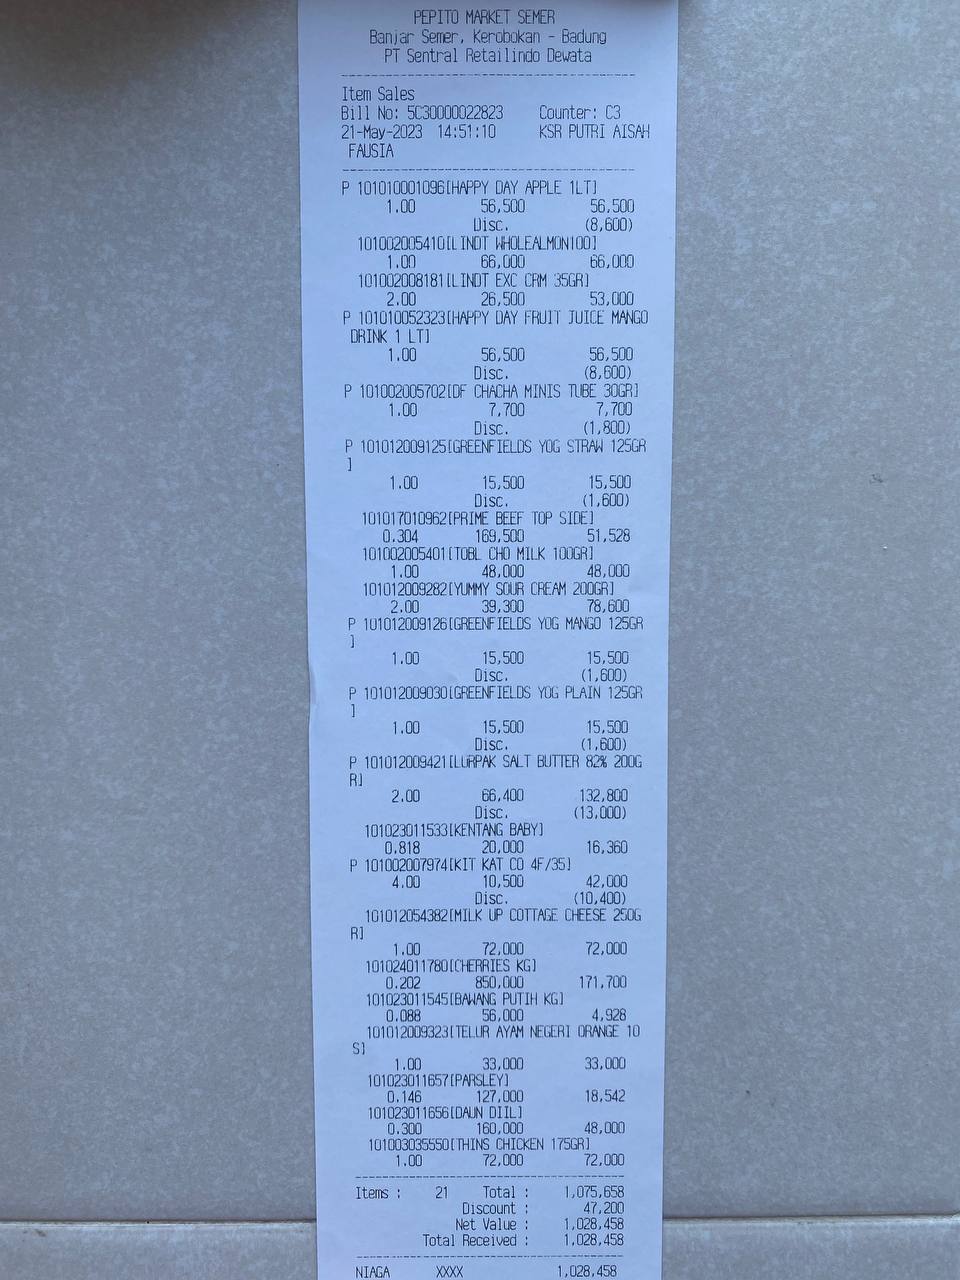 PEPITO MARKET SEMER
Banjar Semer, Kerobokan - Badung
PT Sentral Retailindo Dewata
Item Sales
Bill No: 5C30000022823 Counter: C3
21-May-2023 14:51:10 KSR PUTRI AISAH
FAUSIA
P 101010001096[HAPPY DAY APPLE 1LT]
1.00 56,500 56,500
Disc. (8,600)
101002005410[LINDT WHOLEALMON100]
1.00 66,000 66,000
101002008181[LINDT EXC CRM 35GR]
2.00 26,500 53,000
P 101010052323[HAPPY DAY FRUIT JUICE MANGO
DRINK 1 LT]
1.00 56,500 56,500
Disc. (8,600)
P 101002005702[DF CHACHA MINIS TUBE 30GR]
1.00 7,700 7,700
Disc. (1,800)
P 101012009125[GREENFIELDS YOG STRAW 125GR
]
1.00 15,500 15,500
Disc. (1,600)
101017010962[PRIME BEEF TOP SIDE]
0.304 169,500 51,528
101002005401[TOBL CHO MILK 100GR]
1.00 48,000 48,000
101012009282[YUMMY SOUR CREAM 200GR]
2.00 39,300 78,600
P 101012009126[GREENFIELDS YOG MANGO 125GR
]
1.00 15,500 15,500
Disc. (1,600)
P 101012009030[GREENFIELDS YOG PLAIN 125GR
]
1.00 15,500 15,500
Disc. (1,600)
P 101012009421[LURPAK SALT BUTTER 82% 200G
R]
2.00 66,400 132,800
Disc. (13,000)
101023011533[KENTANG BABY]
0.818 20,000 16,360
P 101002007974[KIT KAT CO 4F/35]
4.00 10,500 42,000
Disc. (10,400)
101012054382[MILK UP COTTAGE CHEESE 250G
R]
1.00 72,000 72,000
101024011780[CHERRIES KG]
0.202 850,000 171,700
101023011545[BAWANG PUTIH KG]
0.088 56,000 4,928
101012009323[TELUR AYAM NEGERI ORANGE 10
S]
1.00 33,000 33,000
101023011657[PARSLEY]
0.146 127,000 18,542
101023011656[DAUN DIIL]
0.300 160,000 48,000
101003035550[THINS CHICKEN 175GR]
1.00 72,000 72,000
Items : 21 Total : 1,075,658
Discount : 47,200
Net Value : 1,028,458
Total Received : 1,028,458
NIAGA XXXX 1,028,458